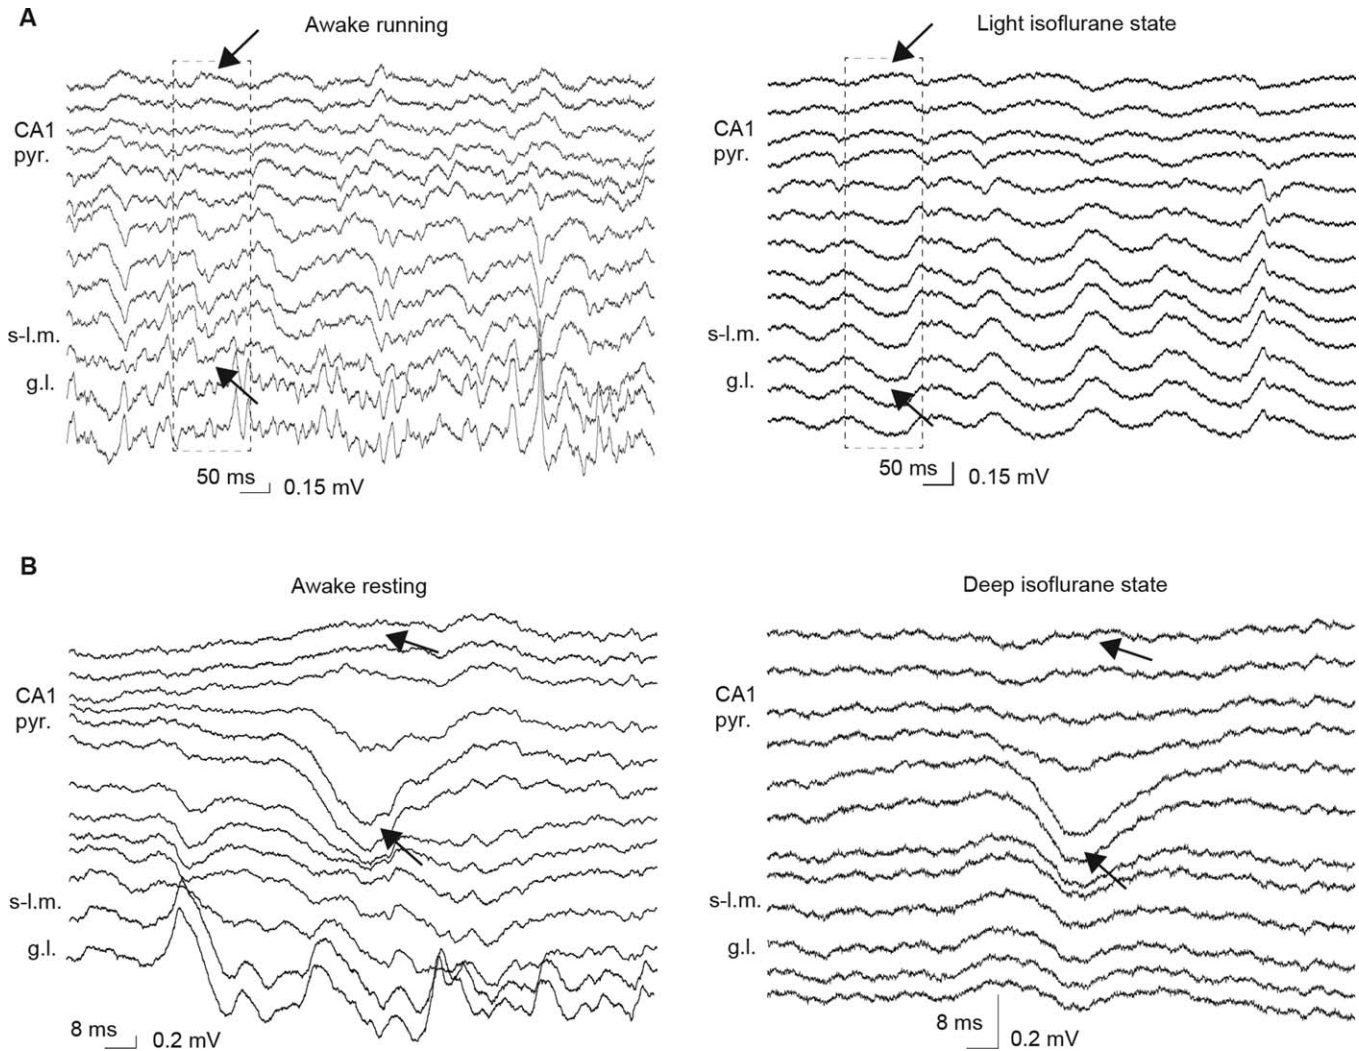 A
Awake running
Light isoflurane state
CA1
pyr.
s-l.m.
g.l.
50 ms
0.15 mV
CA1
pyr.
s-l.m.
g.l.
50 ms
0.15 mV
B
Awake resting
Deep isoflurane state
CA1
pyr.
s-l.m.
g.l.
8 ms
0.2 mV
CA1
pyr.
s-l.m.
g.l.
8 ms
0.2 mV